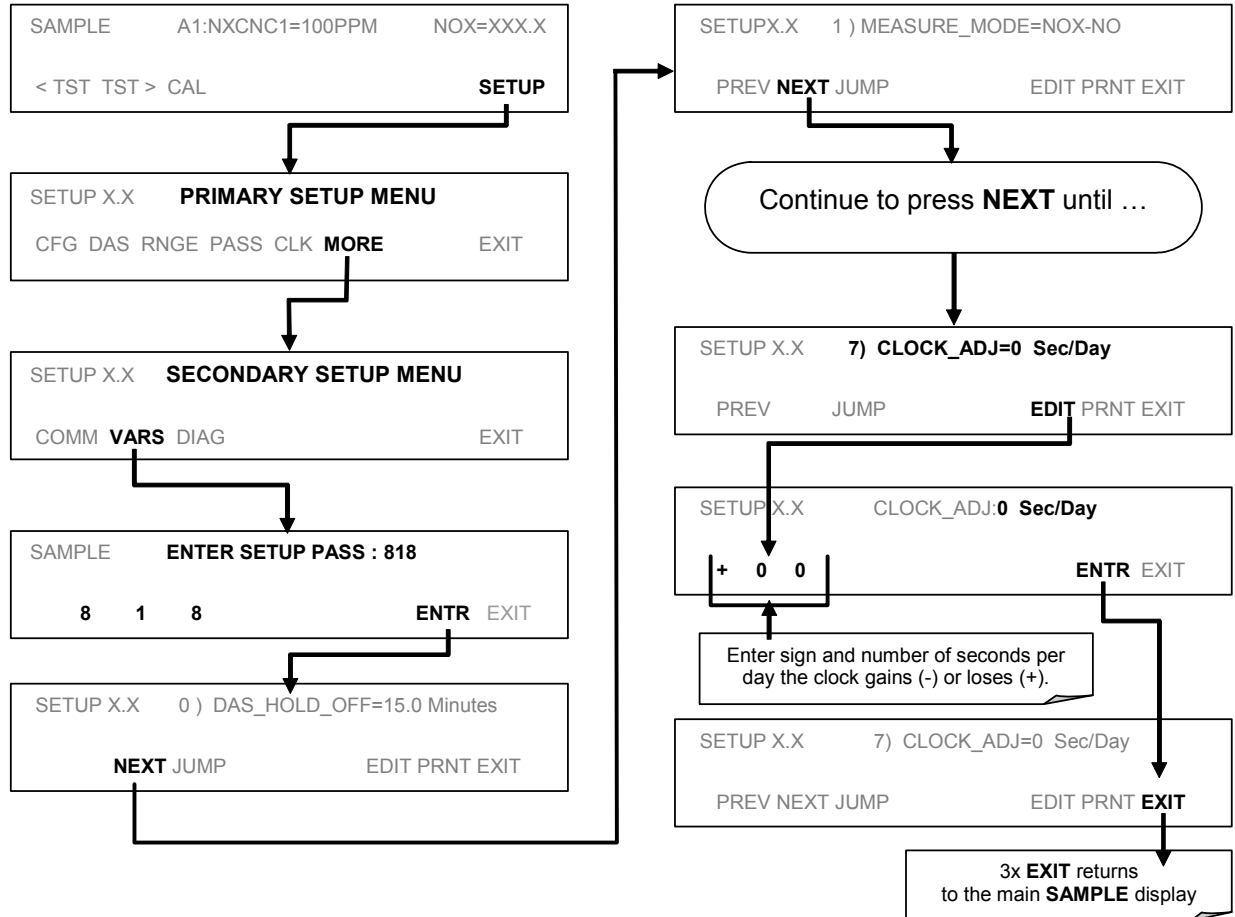 SAMPLE A1:NXCNC1=100PPM NOX=XXX.X
< TST TST > CAL SETUP
SETUP X.X PRIMARY SETUP MENU
CFG DAS RNGE PASS CLK MORE EXIT
SETUP X.X SECONDARY SETUP MENU
COMM VARS DIAG EXIT
SAMPLE ENTER SETUP PASS : 818
8 1 8 ENTR EXIT
SETUP X.X 0 ) DAS_HOLD_OFF=15.0 Minutes
NEXT JUMP EDIT PRNT EXIT
SETUPX.X 1 ) MEASURE_MODE=NOX-NO
PREV NEXT JUMP EDIT PRNT EXIT
Continue to press NEXT until …
SETUP X.X 7) CLOCK_ADJ=0 Sec/Day
PREV JUMP EDIT PRNT EXIT
SETUP X.X CLOCK_ADJ:0 Sec/Day
+ 0 0 ENTR EXIT
Enter sign and number of seconds per
day the clock gains (-) or loses (+).
SETUP X.X 7) CLOCK_ADJ=0 Sec/Day
PREV NEXT JUMP EDIT PRNT EXIT
3x EXIT returns
to the main SAMPLE display